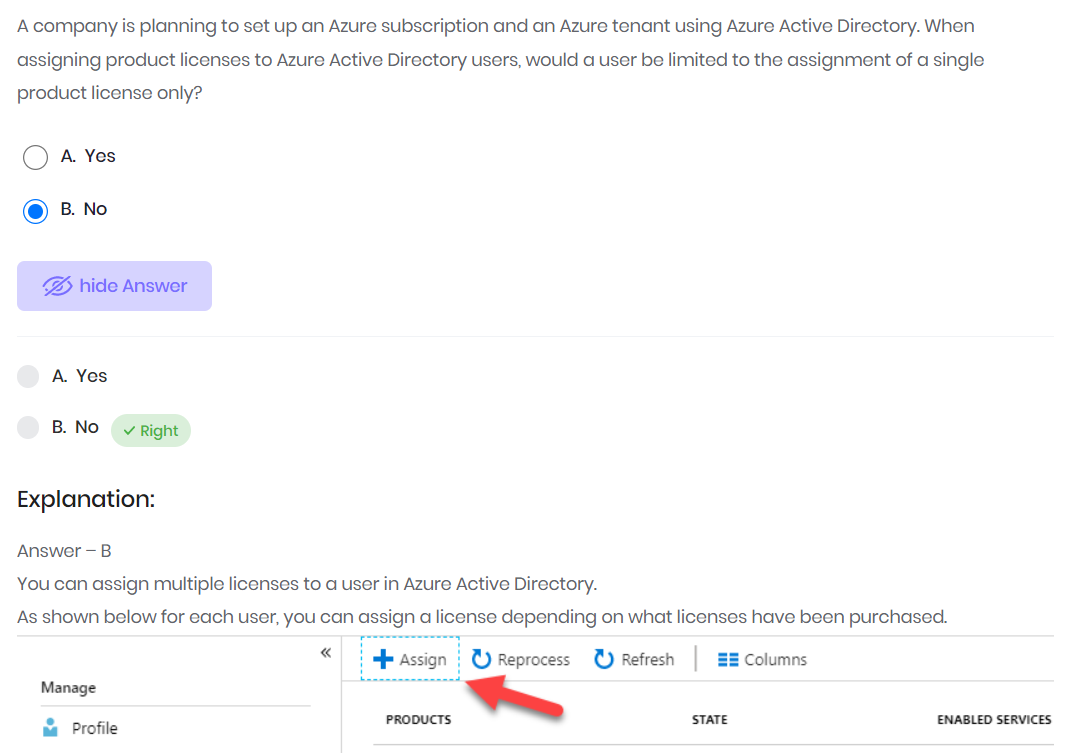 A company is planning to set up an Azure subscription and an Azure tenant using Azure Active Directory. When
assigning product licenses to Azure Active Directory users, would a user be limited to the assignment of a single
product license only?
A. Yes
B. No
hide Answer
A. Yes
B. No Right
Explanation:
Answer – B
You can assign multiple licenses to a user in Azure Active Directory.
As shown below for each user, you can assign a license depending on what licenses have been purchased.
« Assign Reprocess Refresh Columns
Manage
PRODUCTS STATE ENABLED SERVICES
Profile